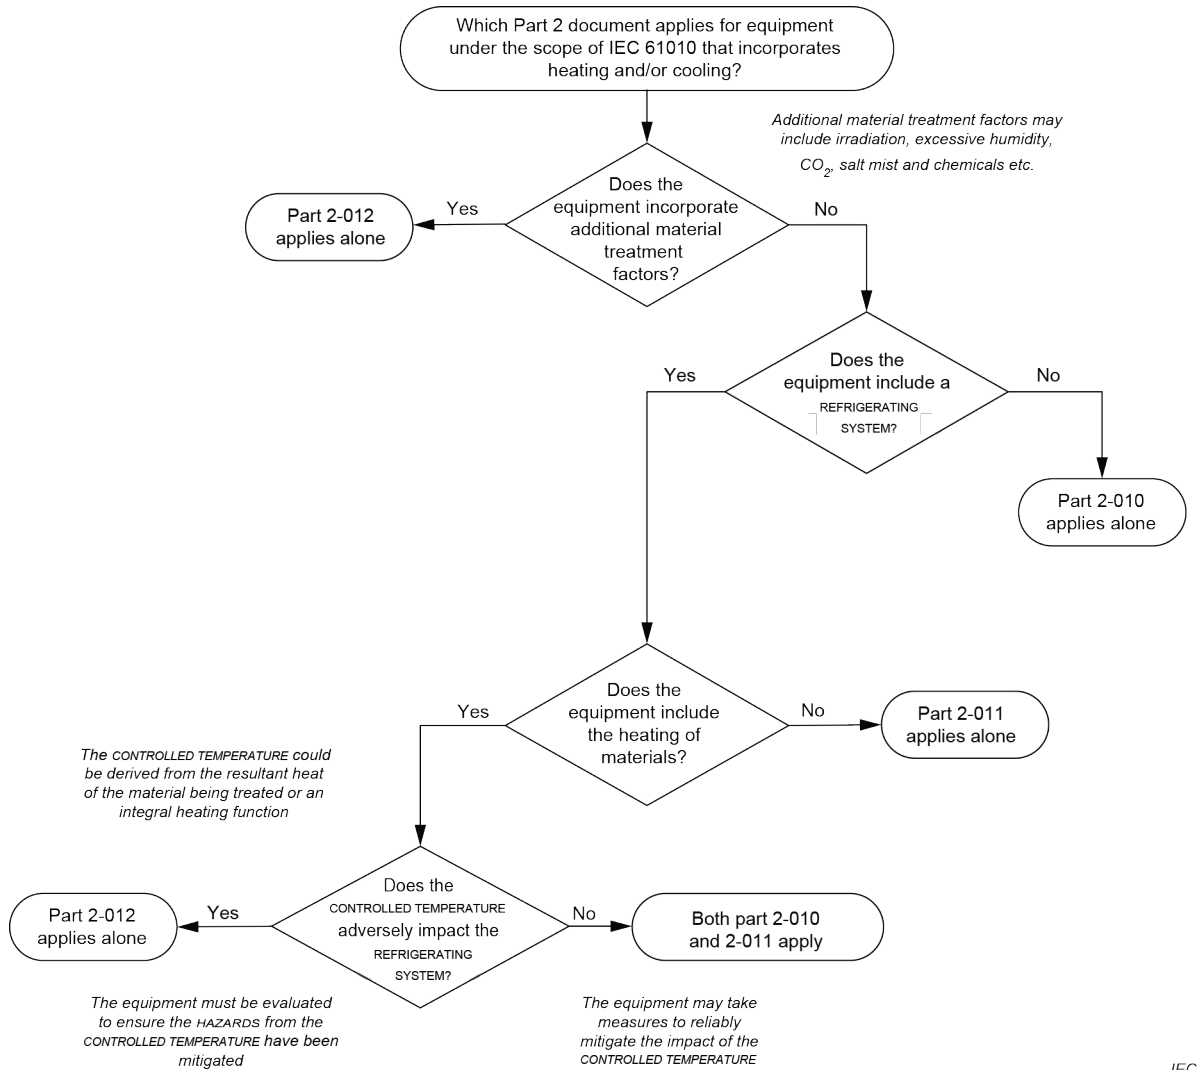 Which Part 2 document applies for equipment
under the scope of IEC 61010 that incorporates
heating and/or cooling?
Additional material treatment factors may
include irradiation, excessive humidity,
CO2, salt mist and chemicals etc.
Does the
equipment incorporate
additional material
treatment
factors?
Yes
No
Part 2-012
applies alone
Does the
equipment include a
REFRIGERATING
SYSTEM?
Yes
No
Part 2-010
applies alone
Does the
equipment include
the heating of
materials?
Yes
No
Part 2-011
applies alone
The CONTROLLED TEMPERATURE could
be derived from the resultant heat
of the material being treated or an
integral heating function
Does the
CONTROLLED TEMPERATURE
adversely impact the
REFRIGERATING
SYSTEM?
Yes
No
Part 2-012
applies alone
Both part 2-010
and 2-011 apply
The equipment must be evaluated
to ensure the HAZARDS from the
CONTROLLED TEMPERATURE have been
mitigated
The equipment may take
measures to reliably
mitigate the impact of the
CONTROLLED TEMPERATURE
IEC